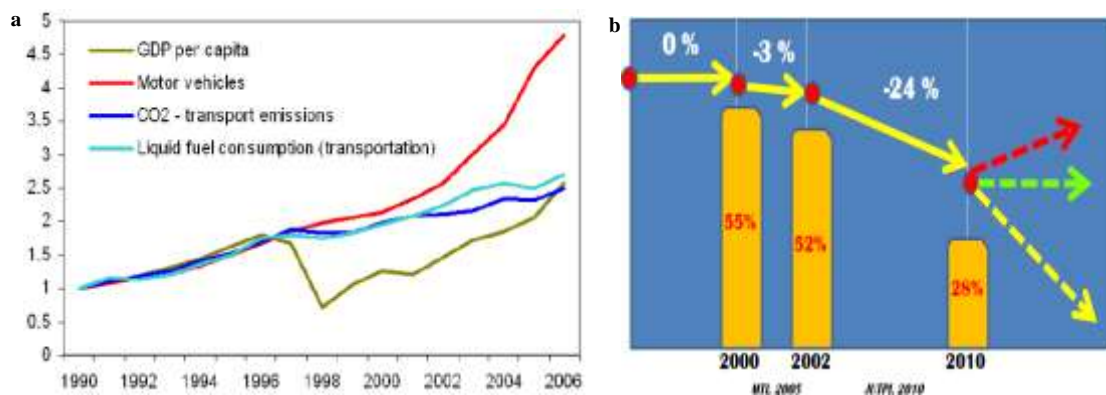 a
5
4.5
4
3.5
3
2.5
2
1.5
1
0.5
0
GDP per capita
Motor vehicles
CO2 - transport emissions
Liquid fuel consumption (transportation)
1990 1992 1994 1996 1998 2000 2002 2004 2006
b
0 %
-3 %
-24 %
55%
52%
28%
2000 2002 2010
2005 2010